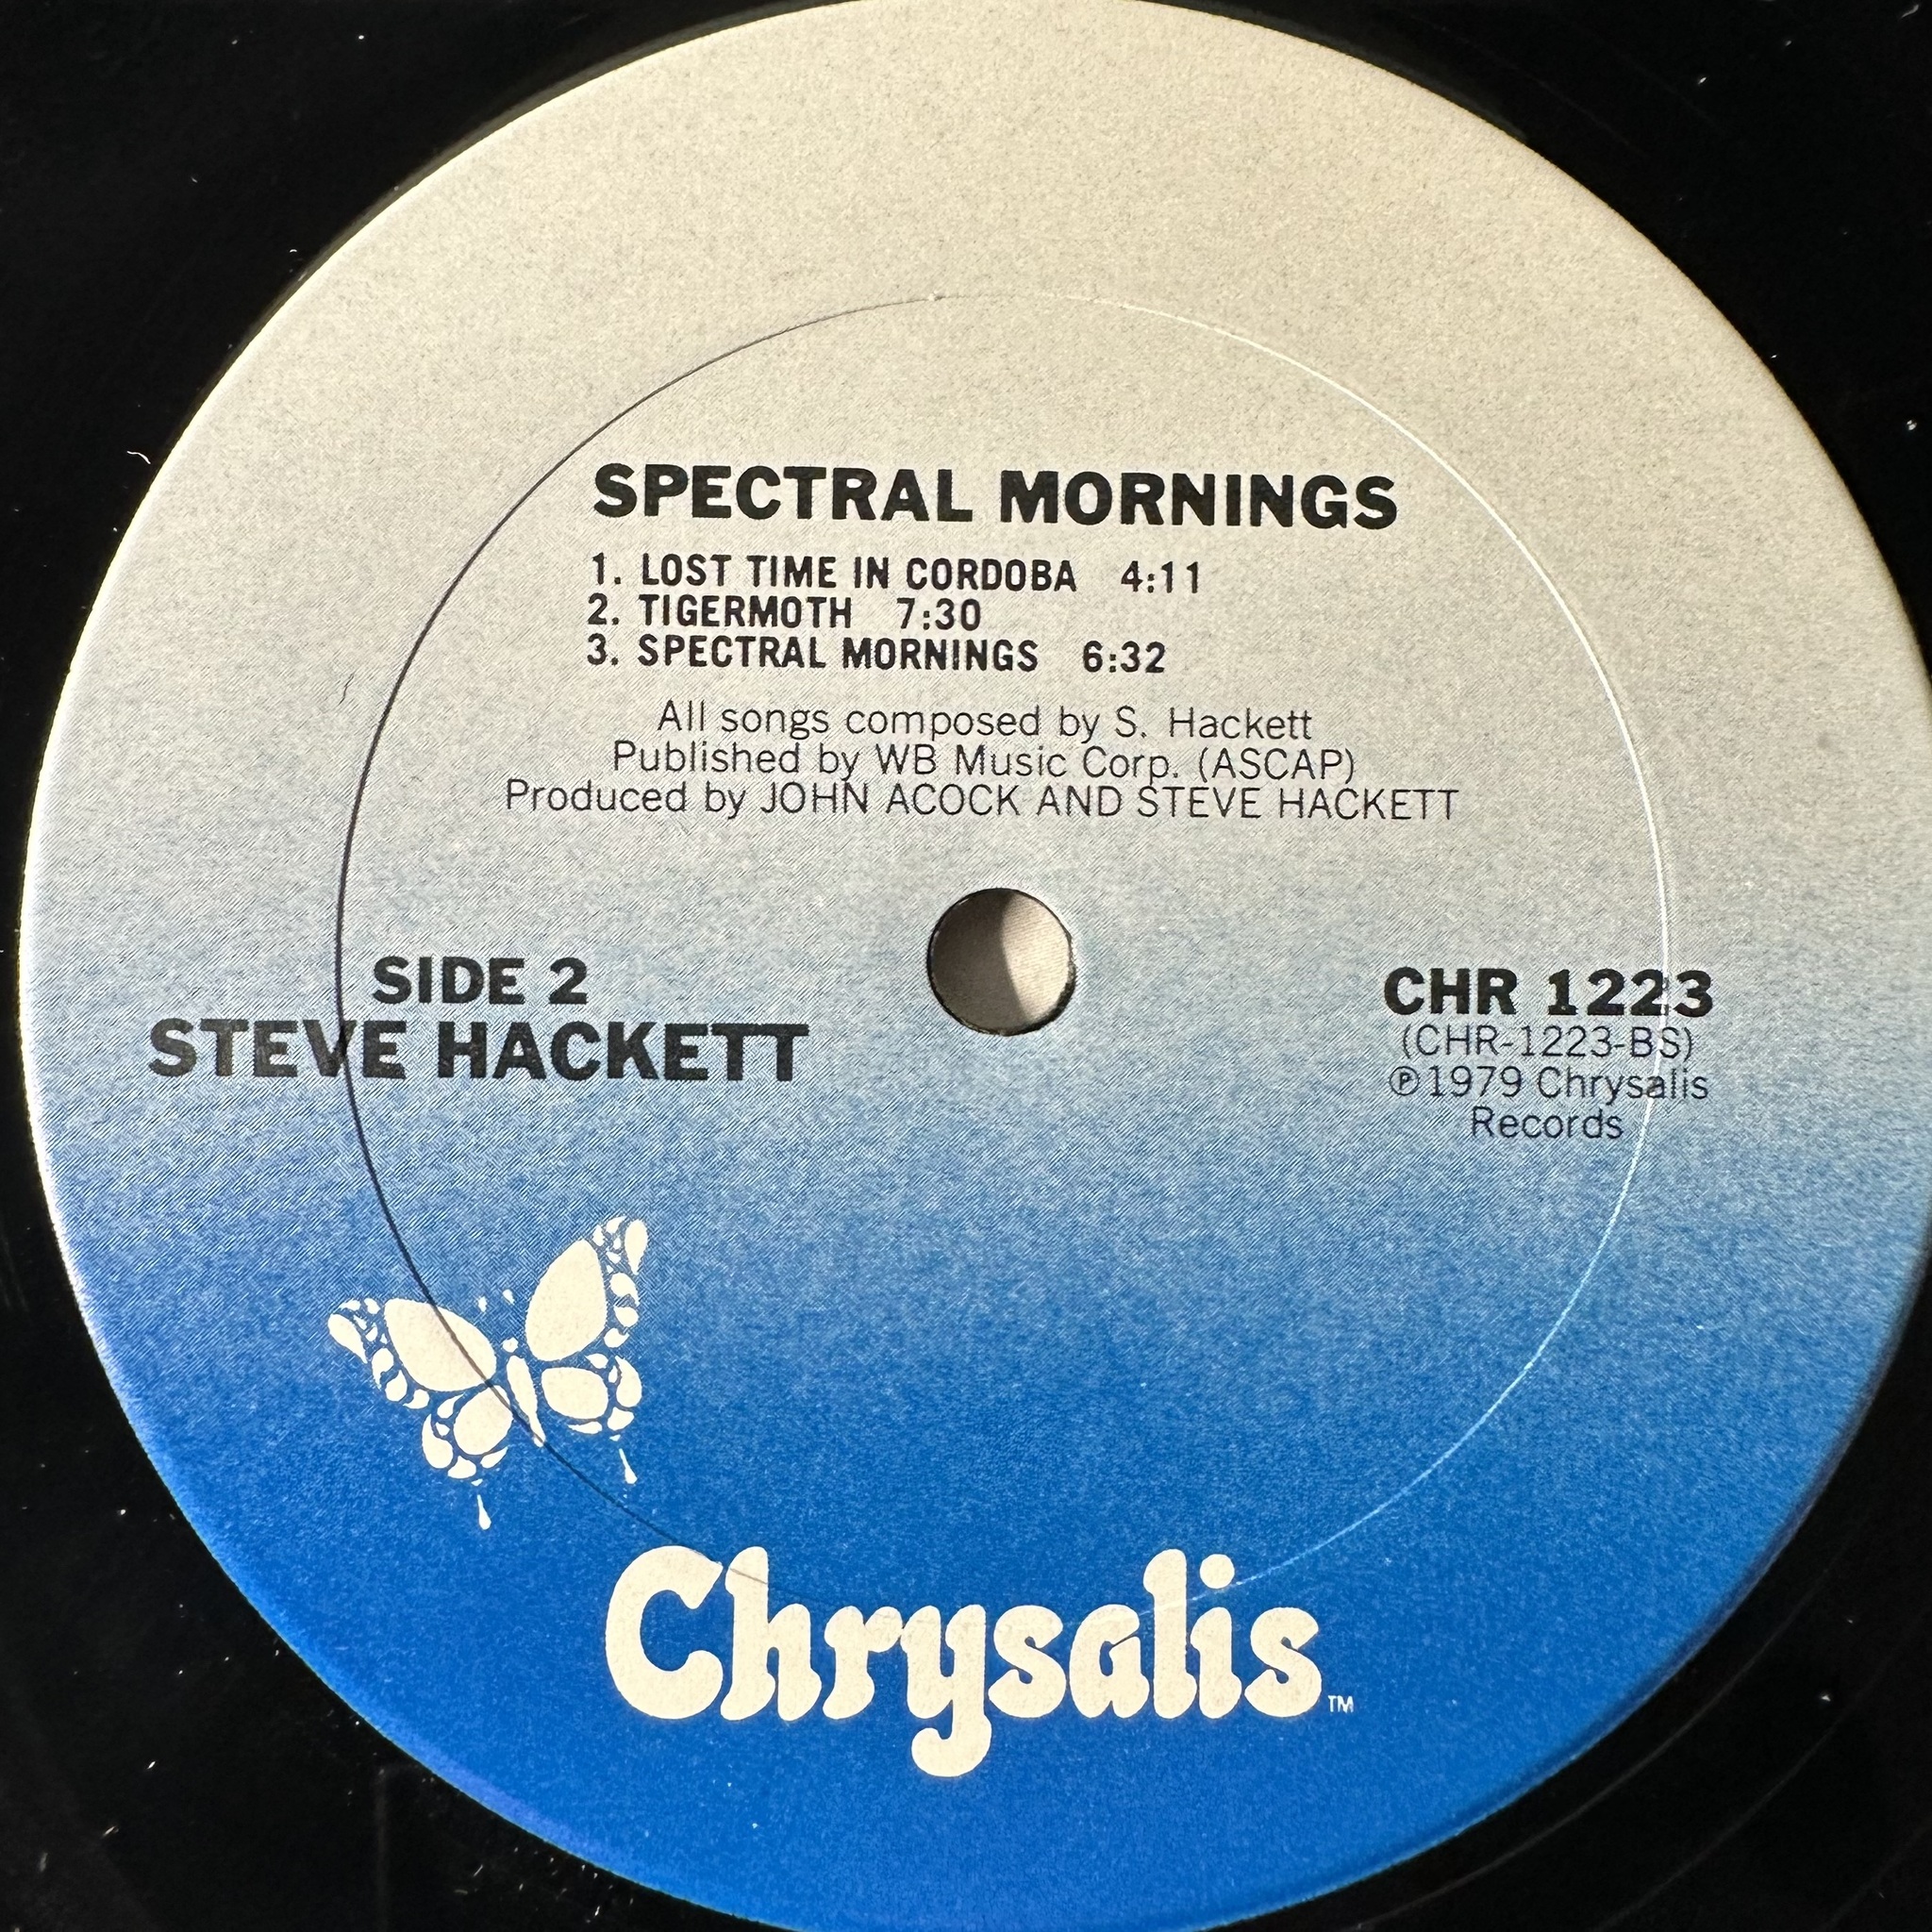 SPECTRAL MORNINGS
1. LOST TIME IN CORDOBA 4:11
2. TIGERMOTH 7:30
3. SPECTRAL MORNINGS 6:32
All songs composed by S. Hackett
Published by WB Music Corp. (ASCAP)
Produced by JOHN ACOCK AND STEVE HACKETT
SIDE 2
STEVE HACKETT
CHR 1223
(CHR-1223-BS)
℗1979 Chrysalis
Records
Chrysalis™